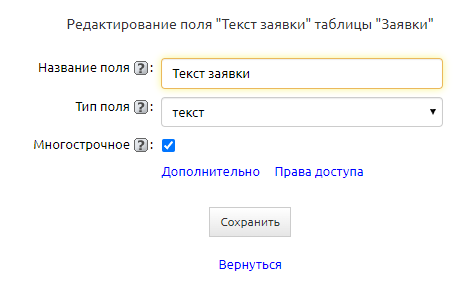 Редактирование поля "Текст заявки" таблицы "Заявки"
Название поля ?: Текст заявки
Тип поля ?: текст
Многострочное ?:
Дополнительно Права доступа
Сохранить
Вернуться